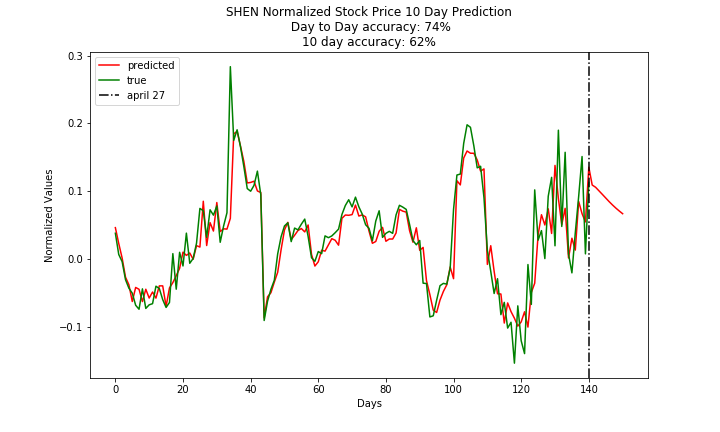 SHEN Normalized Stock Price 10 Day Prediction
Day to Day accuracy: 74%
10 day accuracy: 62%
predicted
true
april 27
Normalized Values
0.3
0.2
0.1
0.0
−0.1
0 20 40 60 80 100 120 140
Days